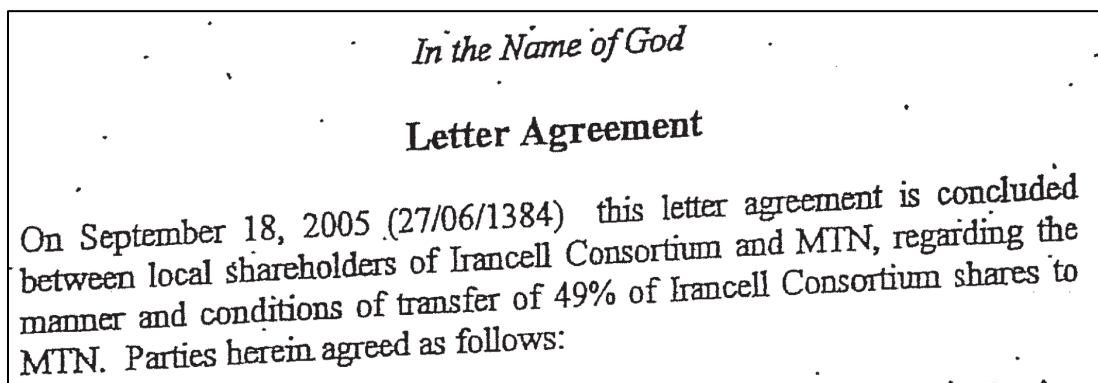 In the Name of God
Letter Agreement
On September 18, 2005 (27/06/1384) this letter agreement is concluded
between local shareholders of Irancell Consortium and MTN, regarding the
manner and conditions of transfer of 49% of Irancell Consortium shares to
MTN. Parties herein agreed as follows: